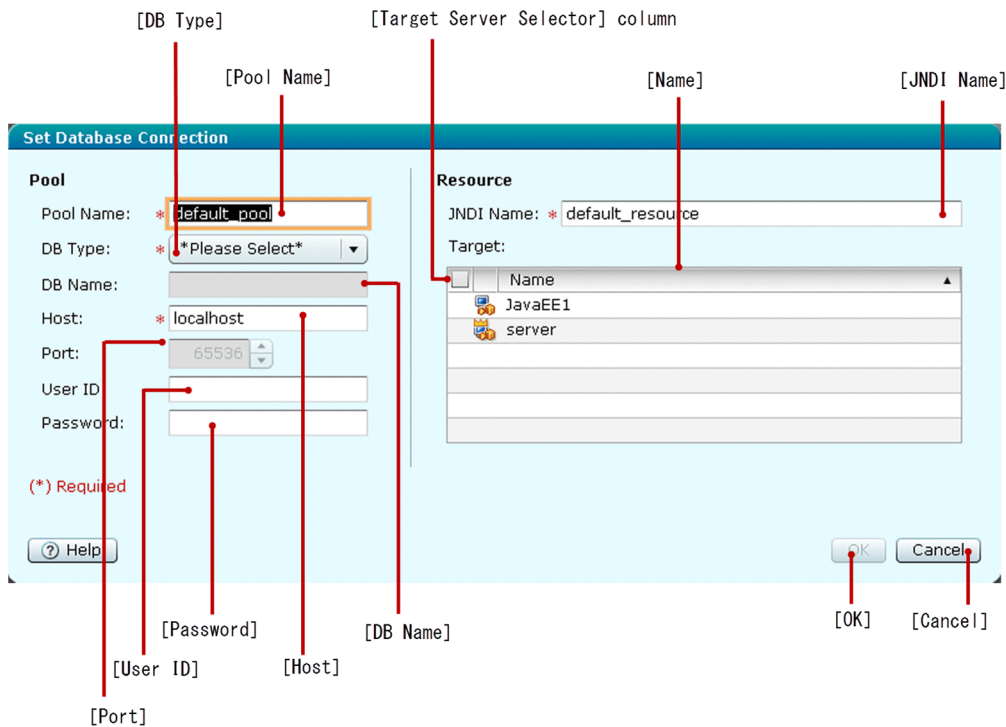 [DB Type]
[Target Server Selector] column
[Pool Name]
[Name]
[JNDI Name]
Set Database Connection
Pool
Pool Name: * default_pool
DB Type: * *Please Select*
DB Name:
Host: * localhost
Port: 65536
User ID
Password:
(*) Required
Resource
JNDI Name: * default_resource
Target:
Name
JavaEE1
server
? Help
OK
Cancel
[Password]
[DB Name]
[OK]
[Cancel]
[User ID]
[Host]
[Port]